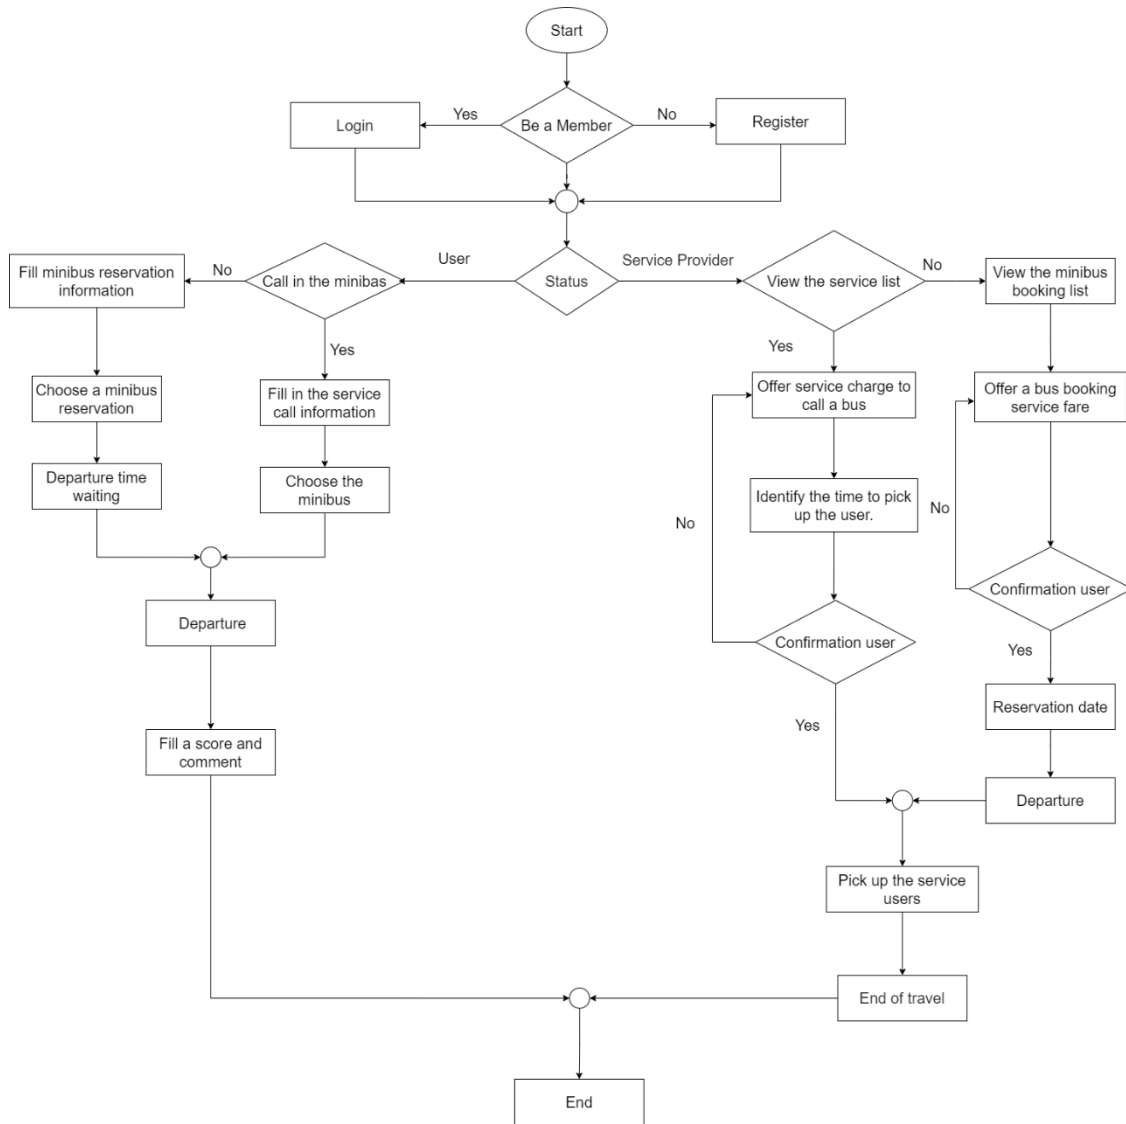 Start
Yes
No
Login
Be a Member
Register
User
Service Provider
No
Fill minibus reservation
information
Call in the minibas
Status
View the service list
No
View the minibus
booking list
Yes
Yes
Choose a minibus
reservation
Fill in the service
call information
Offer service charge to
call a bus
Offer a bus booking
service fare
Departure time
waiting
Choose the
minibus
Identify the time to pick
up the user.
No
No
Departure
Confirmation user
Confirmation user
Yes
Fill a score and
comment
Yes
Reservation date
Departure
Pick up the service
users
End of travel
End